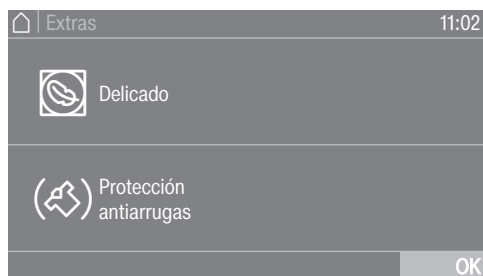 Extras 11:02
Delicado
Protección
antiarrugas
OK